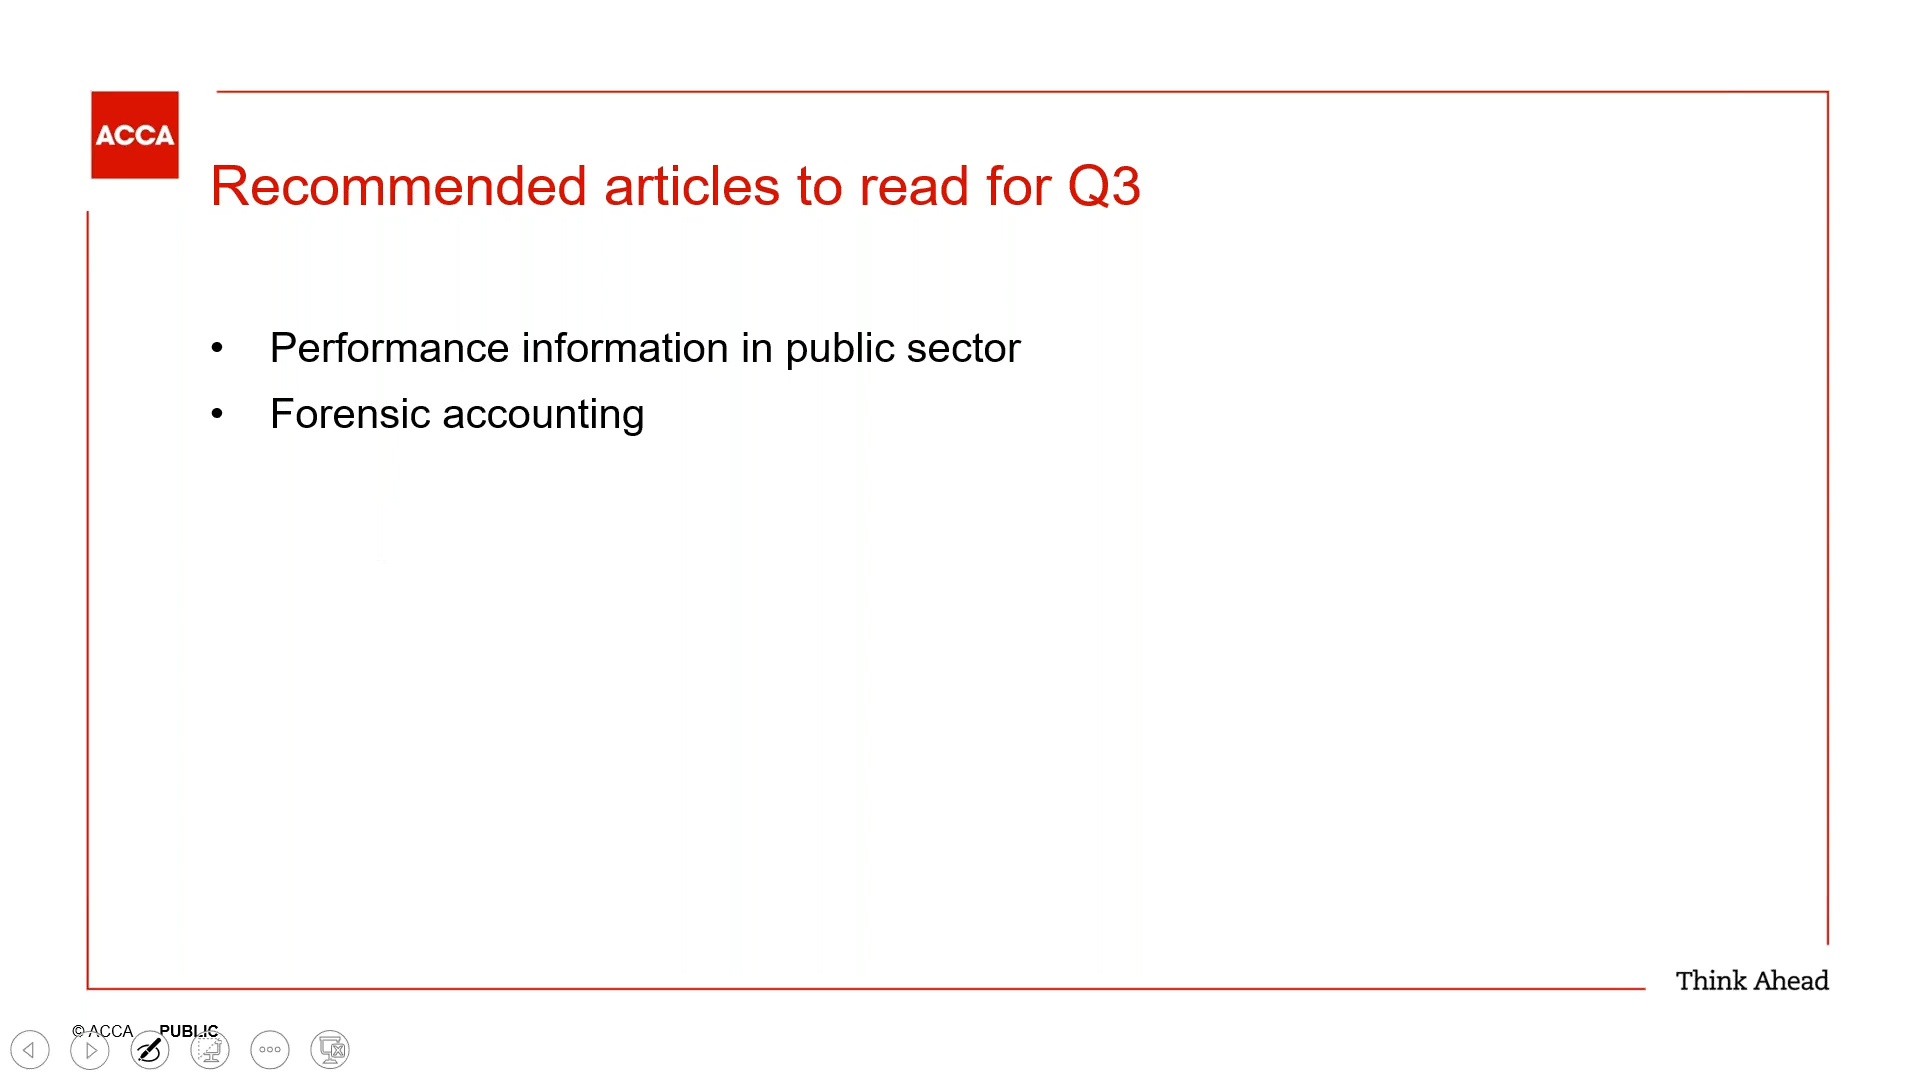 ACCA
Recommended articles to read for Q3
• Performance information in public sector
• Forensic accounting
Think Ahead
© ACCA PUBLIC